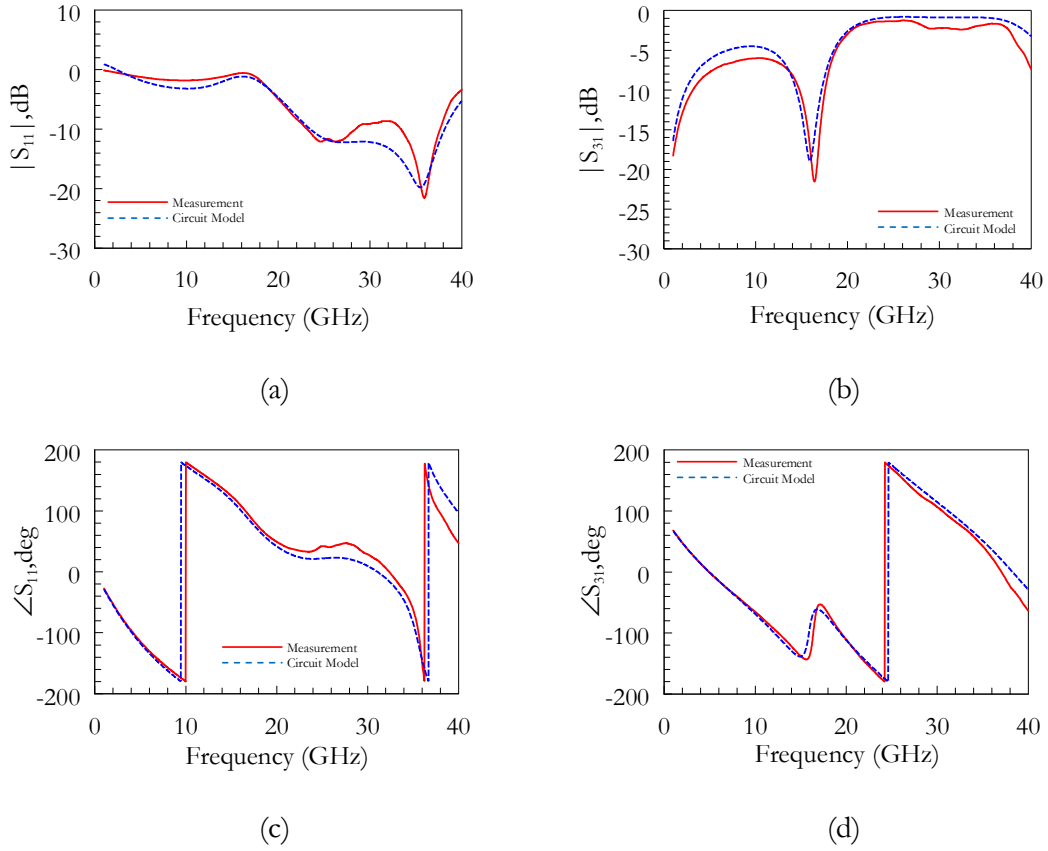 10
0
-10
-20
-30
|S11|,dB
Measurement
Circuit Model
0 10 20 30 40
Frequency (GHz)
(a)
0
-5
-10
-15
-20
-25
-30
|S31|,dB
Measurement
Circuit Model
0 10 20 30 40
Frequency (GHz)
(b)
200
100
0
-100
-200
∠S11,deg
Measurement
Circuit Model
0 10 20 30 40
Frequency (GHz)
(c)
200
100
0
-100
-200
∠S31,deg
Measurement
Circuit Model
0 10 20 30 40
Frequency (GHz)
(d)